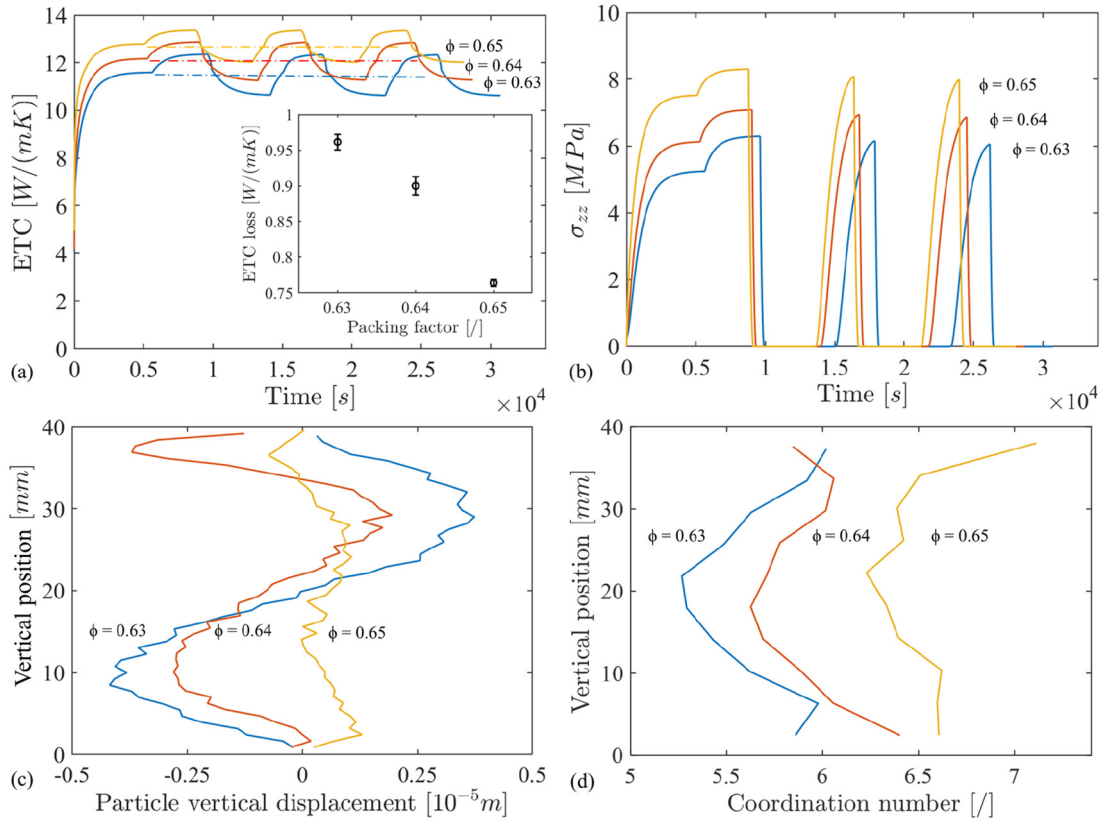 14
12
10
8
6
4
2
0
ETC [W/(mK)]
ϕ = 0.65
ϕ = 0.64
ϕ = 0.63
1
0.95
0.9
0.85
0.8
0.75
ETC loss [W/(mK)]
0.63 0.64 0.65
Packing factor [/]
0 0.5 1 1.5 2 2.5 3
Time [s]
×10⁴
(a)
10
8
6
4
2
0
σzz [MPa]
ϕ = 0.65
ϕ = 0.64
ϕ = 0.63
0 0.5 1 1.5 2 2.5 3
Time [s]
×10⁴
(b)
40
30
20
10
0
Vertical position [mm]
ϕ = 0.63
ϕ = 0.64
ϕ = 0.65
-0.5 -0.25 0 0.25 0.5
Particle vertical displacement [10⁻⁵m]
(c)
40
30
20
10
0
Vertical position [mm]
ϕ = 0.63
ϕ = 0.64
ϕ = 0.65
5 5.5 6 6.5 7
Coordination number [/]
(d)